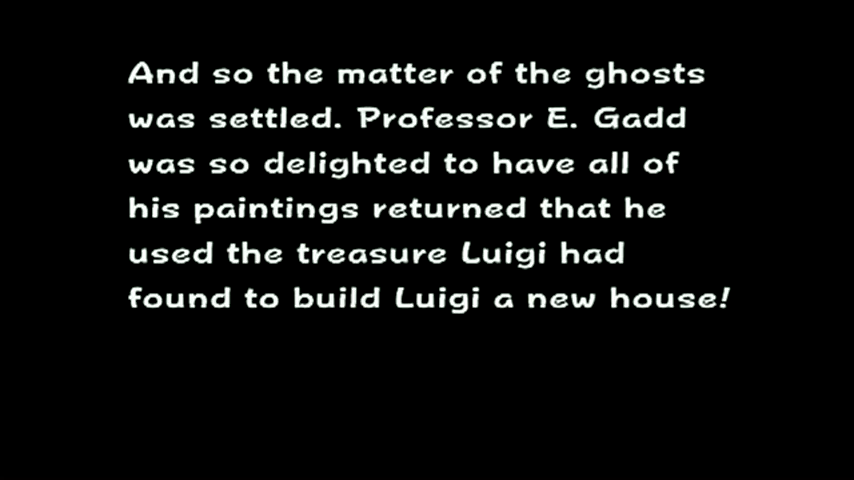 And so the matter of the ghosts
was settled. Professor E. Gadd
was so delighted to have all of
his paintings returned that he
used the treasure Luigi had
found to build Luigi a new house!